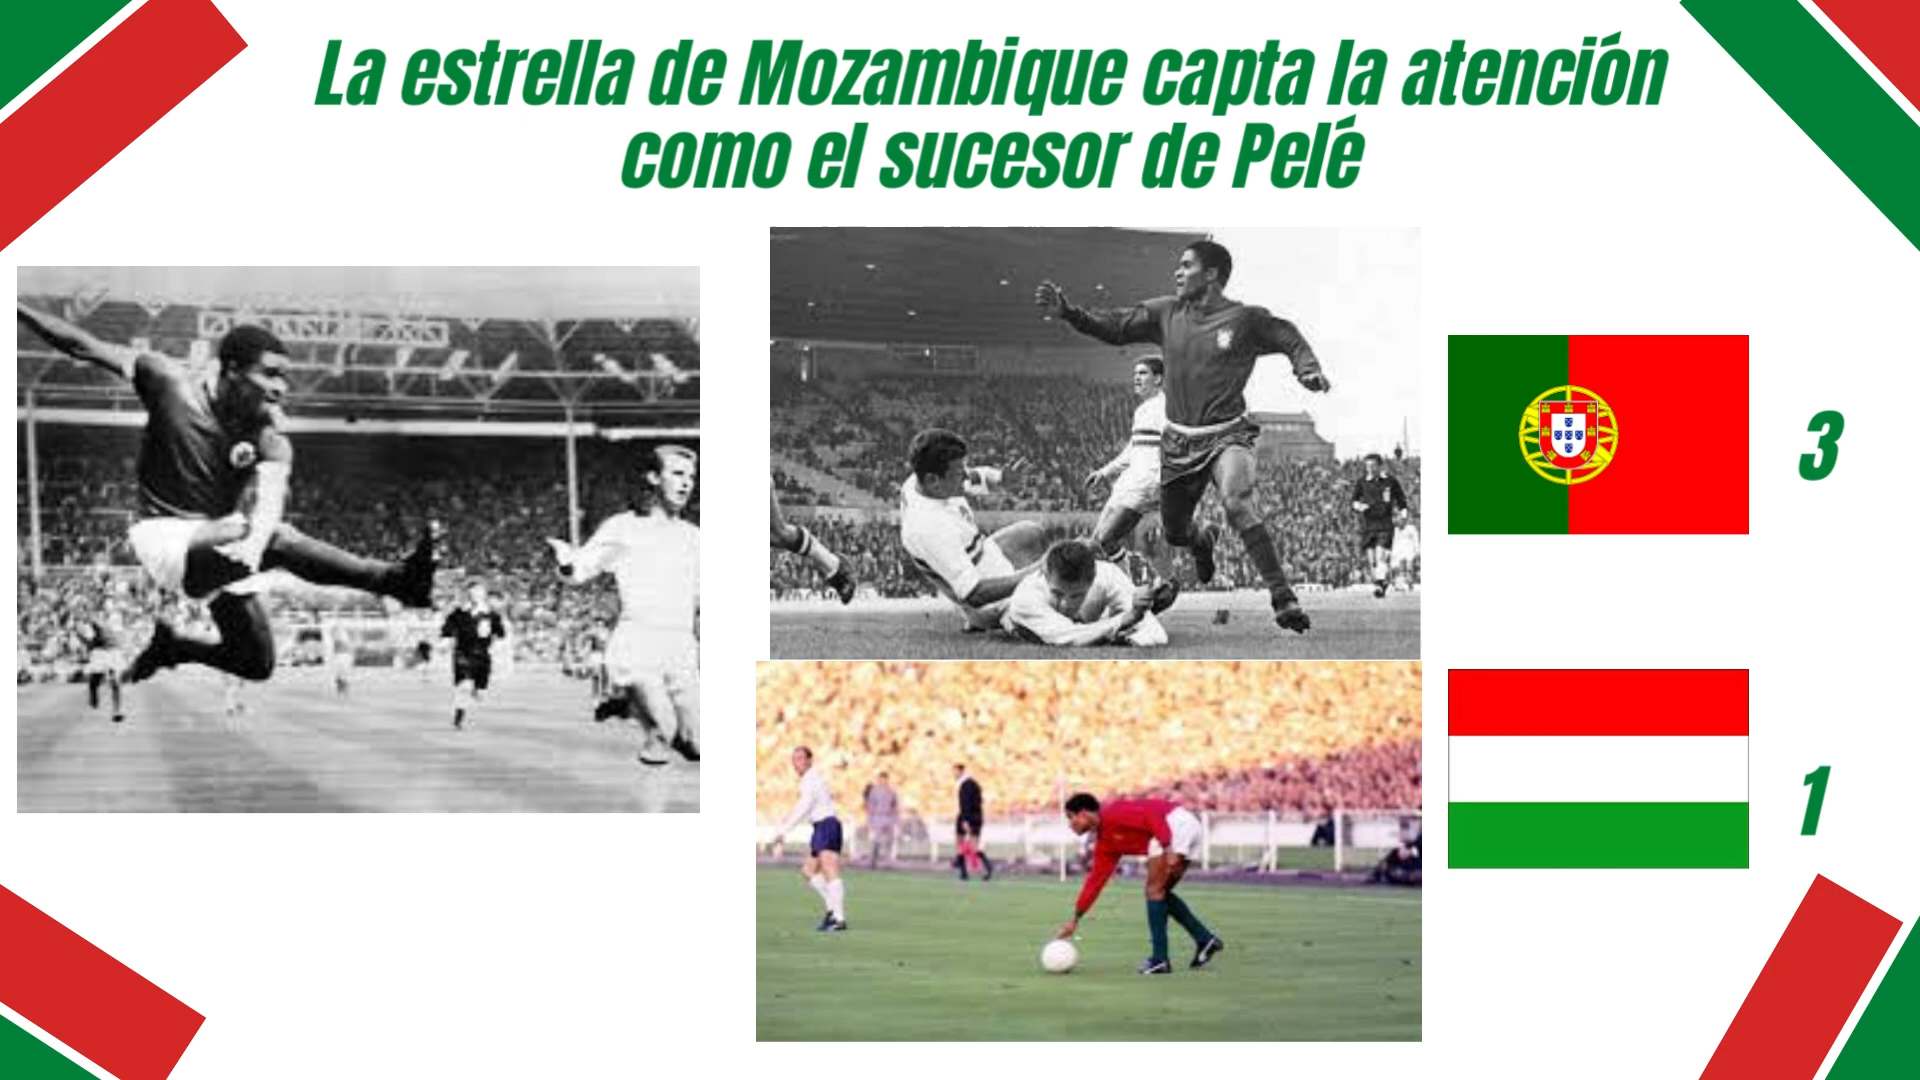 La estrella de Mozambique capta la atención
como el sucesor de Pelé
3
1